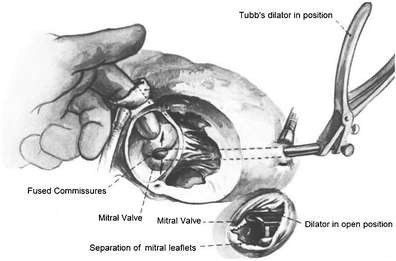 Tubb's dilator in position
Fused Commissures
Mitral Valve
Mitral Valve
Dilator in open position
Separation of mitral leaflets